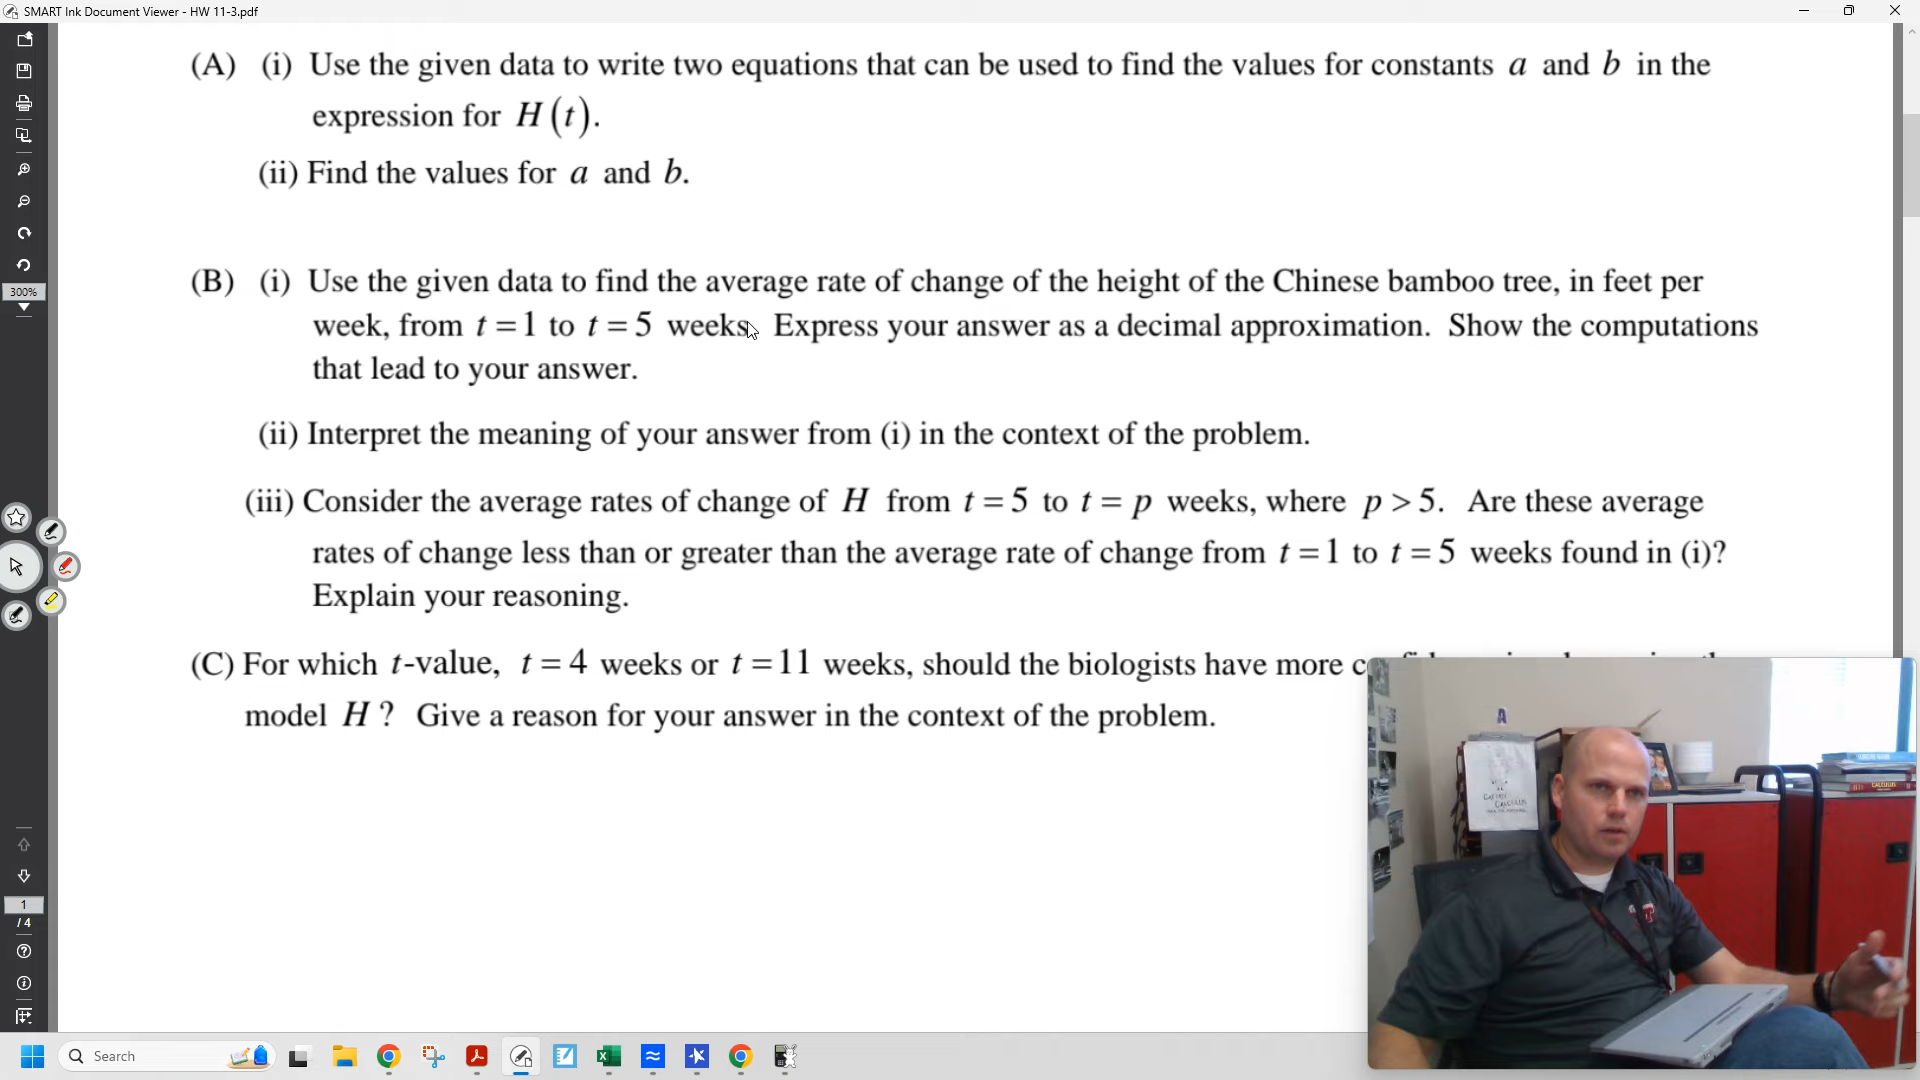 SMART Ink Document Viewer - HW 11-3.pdf
(A) (i) Use the given data to write two equations that can be used to find the values for constants a and b in the
expression for H(t).
(ii) Find the values for a and b.
(B) (i) Use the given data to find the average rate of change of the height of the Chinese bamboo tree, in feet per
week, from t = 1 to t = 5 weeks. Express your answer as a decimal approximation. Show the computations
that lead to your answer.
(ii) Interpret the meaning of your answer from (i) in the context of the problem.
(iii) Consider the average rates of change of H from t = 5 to t = p weeks, where p > 5. Are these average
rates of change less than or greater than the average rate of change from t = 1 to t = 5 weeks found in (i)?
Explain your reasoning.
(C) For which t-value, t = 4 weeks or t = 11 weeks, should the biologists have more
model H? Give a reason for your answer in the context of the problem.
300%
1
/ 4
CALCULUS
Search